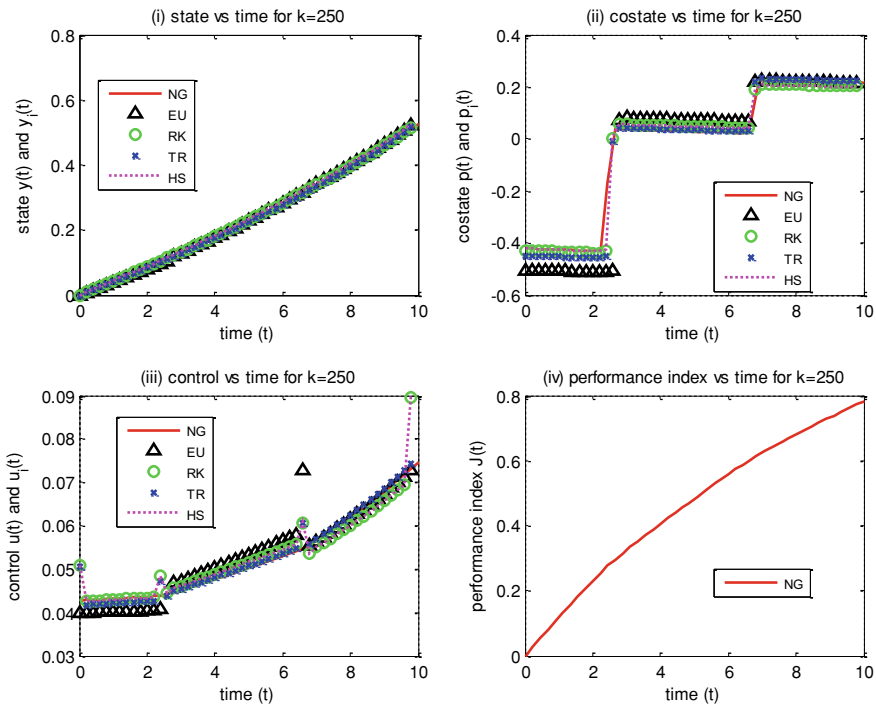 (i) state vs time for k=250
state y(t) and y_i(t)
0.8
0.6
0.4
0.2
0
0 2 4 6 8 10
time (t)
NG
EU
RK
TR
HS
(ii) costate vs time for k=250
costate p(t) and p_i(t)
0.4
0.2
0
-0.2
-0.4
-0.6
0 2 4 6 8 10
time (t)
NG
EU
RK
TR
HS
(iii) control vs time for k=250
control u(t) and u_i(t)
0.09
0.08
0.07
0.06
0.05
0.04
0.03
0 2 4 6 8 10
time (t)
NG
EU
RK
TR
HS
(iv) performance index vs time for k=250
performance index J(t)
0.8
0.6
0.4
0.2
0
0 2 4 6 8 10
time (t)
NG